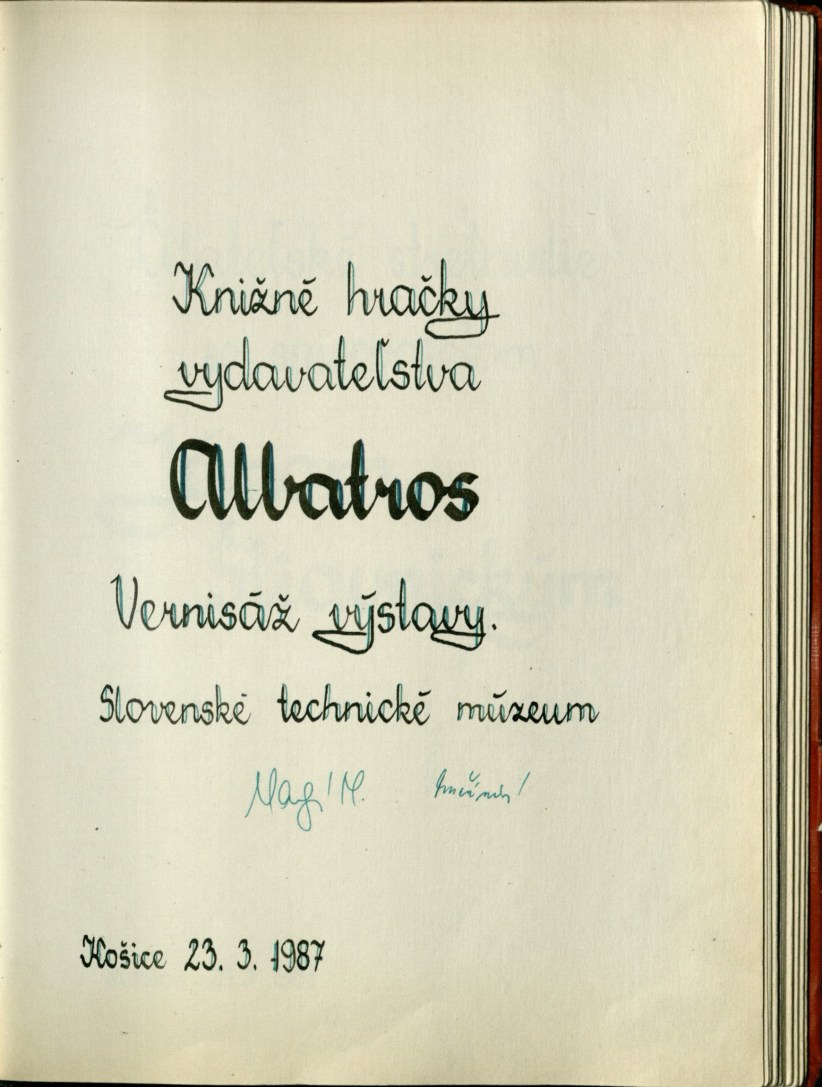 Knižné hračky
vydavateľstva
Albatros
Vernisáž výstavy.
Slovenské technické múzeum
Košice 23. 3. 1987